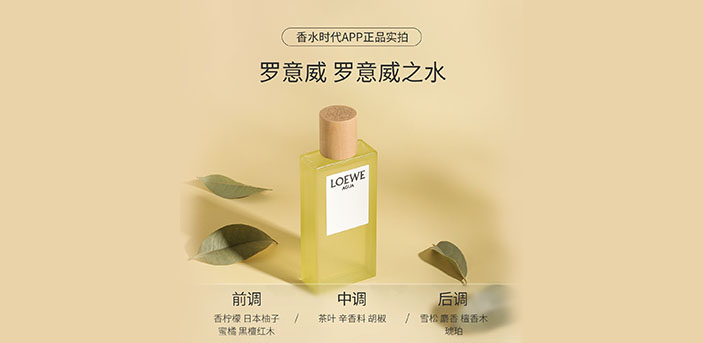 香水时代APP正品实拍
罗意威 罗意威之水
LOEWE
AGUA
前调 / 中调 / 后调
香柠檬 日本柚子
蜜橘 黑檀红木
茶叶 辛香料 胡椒
雪松 麝香 檀香木
琥珀